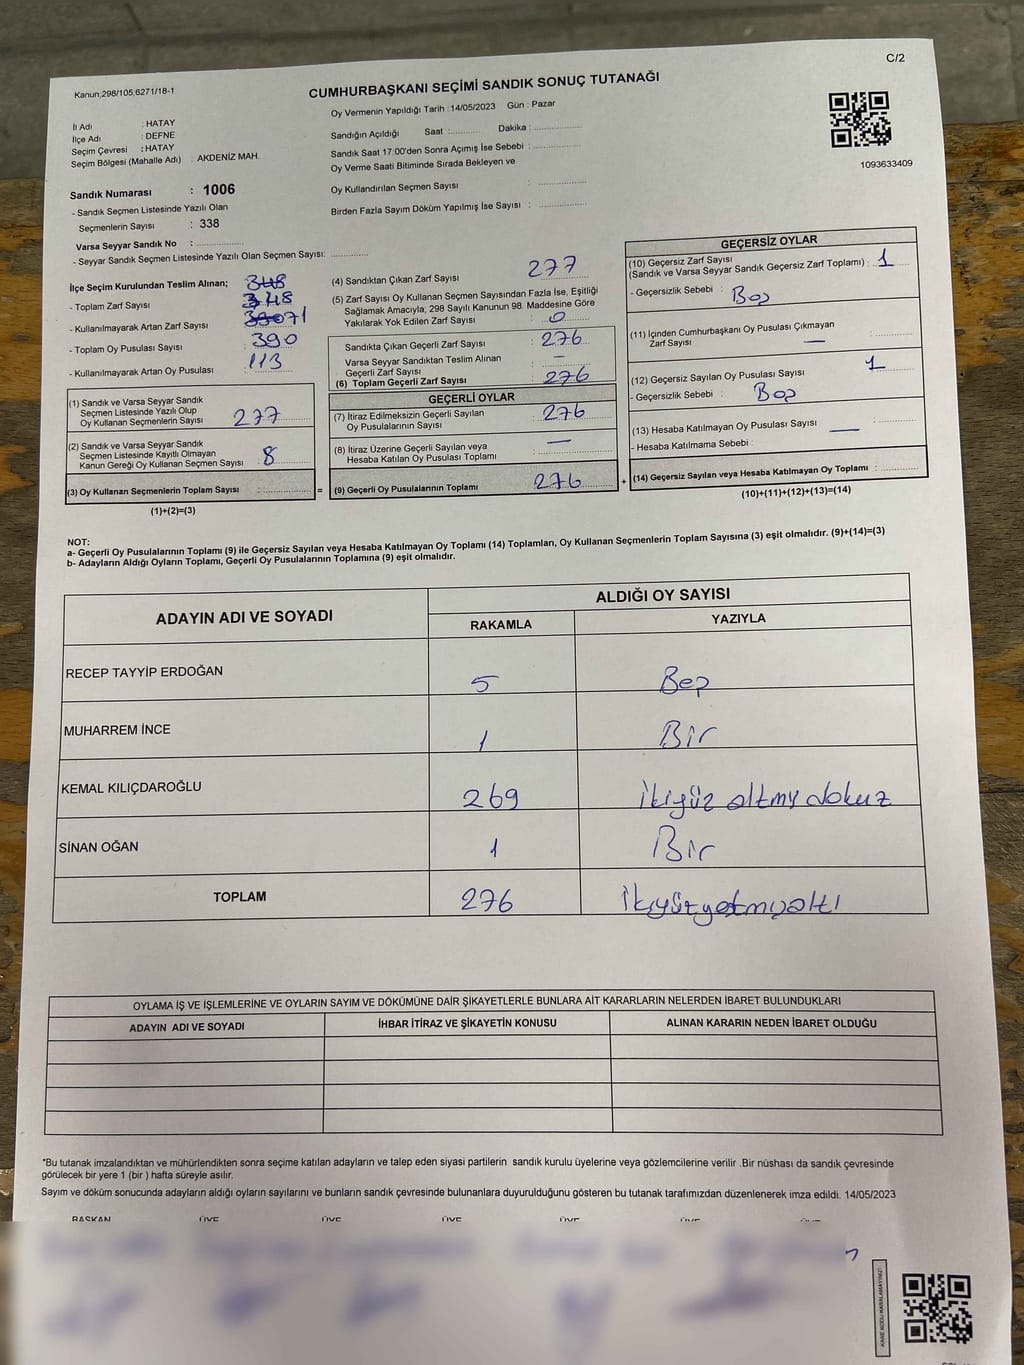 C/2
Kanun;298/105,6271/18-1
CUMHURBAŞKANI SEÇİMİ SANDIK SONUÇ TUTANAĞI
Oy Vermenin Yapıldığı Tarih : 14/05/2023 Gün : Pazar
İl Adı : HATAY
İlçe Adı : DEFNE
Seçim Çevresi : HATAY
Seçim Bölgesi (Mahalle Adı) : AKDENİZ MAH.
Sandığın Açıldığı Saat :........... Dakika :...................
Sandık Saat 17:00'den Sonra Açımış İse Sebebi :
Oy Verme Saati Bitiminde Sırada Bekleyen ve
Oy Kullandırılan Seçmen Sayısı :
Birden Fazla Sayım Döküm Yapılmış İse Sayısı :
1093633409
Sandık Numarası : 1006
- Sandık Seçmen Listesinde Yazılı Olan
Seçmenlerin Sayısı : 338
Varsa Seyyar Sandık No :
- Seyyar Sandık Seçmen Listesinde Yazılı Olan Seçmen Sayısı:
İlçe Seçim Kurulundan Teslim Alınan; 348
- Toplam Zarf Sayısı : 348
- Kullanılmayarak Artan Zarf Sayısı : 71
- Toplam Oy Pusulası Sayısı : 390
- Kullanılmayarak Artan Oy Pusulası : 113
(1) Sandık ve Varsa Seyyar Sandık
Seçmen Listesinde Yazılı Olup
Oy Kullanan Seçmenlerin Sayısı 277
(2) Sandık ve Varsa Seyyar Sandık
Seçmen Listesinde Kayıtlı Olmayan
Kanun Gereği Oy Kullanan Seçmen Sayısı 8
(3) Oy Kullanan Seçmenlerin Toplam Sayısı : =
(1)+(2)=(3)
(4) Sandıktan Çıkan Zarf Sayısı : 277
(5) Zarf Sayısı Oy Kullanan Seçmen Sayısından Fazla İse, Eşitliği
Sağlamak Amacıyla; 298 Sayılı Kanunun 98. Maddesine Göre
Yakılarak Yok Edilen Zarf Sayısı : 0
Sandıkta Çıkan Geçerli Zarf Sayısı : 276
Varsa Seyyar Sandıktan Teslim Alınan
Geçerli Zarf Sayısı : —
(6) Toplam Geçerli Zarf Sayısı : 276
GEÇERLİ OYLAR
(7) İtiraz Edilmeksizin Geçerli Sayılan
Oy Pusulasının Sayısı : 276
(8) İtiraz Üzerine Geçerli Sayılan veya
Hesaba Katılan Oy Pusulası Toplamı : —
(9) Geçerli Oy Pusulalarının Toplamı : 276 +
GEÇERSİZ OYLAR
(10) Geçersiz Zarf Sayısı
(Sandık ve Varsa Seyyar Sandık Geçersiz Zarf Toplamı) : 1
- Geçersizlik Sebebi : Boş
(11) İçinden Cumhurbaşkanı Oy Pusulası Çıkmayan
Zarf Sayısı : —
(12) Geçersiz Sayılan Oy Pusulası Sayısı : 1
- Geçersizlik Sebebi : Boş
(13) Hesaba Katılmayan Oy Pusulası Sayısı : —
- Hesaba Katılmama Sebebi :
(14) Geçersiz Sayılan veya Hesaba Katılmayan Oy Toplamı :
(10)+(11)+(12)+(13)=(14)
NOT:
a- Geçerli Oy Pusulalarının Toplamı (9) ile Geçersiz Sayılan veya Hesaba Katılmayan Oy Toplamı (14) Toplamları, Oy Kullanan Seçmenlerin Toplam Sayısına (3) eşit olmalıdır. (9)+(14)=(3)
b- Adayların Aldığı Oyların Toplamı, Geçerli Oy Pusulalarının Toplamına (9) eşit olmalıdır.
ADAYIN ADI VE SOYADI ALDIĞI OY SAYISI
RAKAMLA YAZIYLA
RECEP TAYYİP ERDOĞAN 5 Beş
MUHARREM İNCE 1 Bir
KEMAL KILIÇDAROĞLU 269 İkiyüz altmış dokuz
SİNAN OĞAN 1 Bir
TOPLAM 276 İkiyüzyetmişaltı
OYLAMA İŞ VE İŞLEMLERİNE VE OYLARIN SAYIM VE DÖKÜMÜNE DAİR ŞİKAYETLERLE BUNLARA AİT KARARLARIN NELERDEN İBARET BULUNDUKLARI
ADAYIN ADI VE SOYADI İHBAR İTİRAZ VE ŞİKAYETİN KONUSU ALINAN KARARIN NEDEN İBARET OLDUĞU
*Bu tutanak imzalandıktan ve mühürlendikten sonra seçime katılan adayların ve talep eden siyasi partilerin sandık kurulu üyelerine veya gözlemcilerine verilir .Bir nüshası da sandık çevresinde
görülecek bir yere 1 (bir ) hafta süreyle asılır.
Sayım ve döküm sonucunda adayların aldığı oyların sayılarını ve bunların sandık çevresinde bulunanlara duyurulduğunu gösteren bu tutanak tarafımızdan düzenlenerek imza edildi. 14/05/2023
BAŞKAN ÜYE ÜYE ÜYE ÜYE ÜYE ÜYE